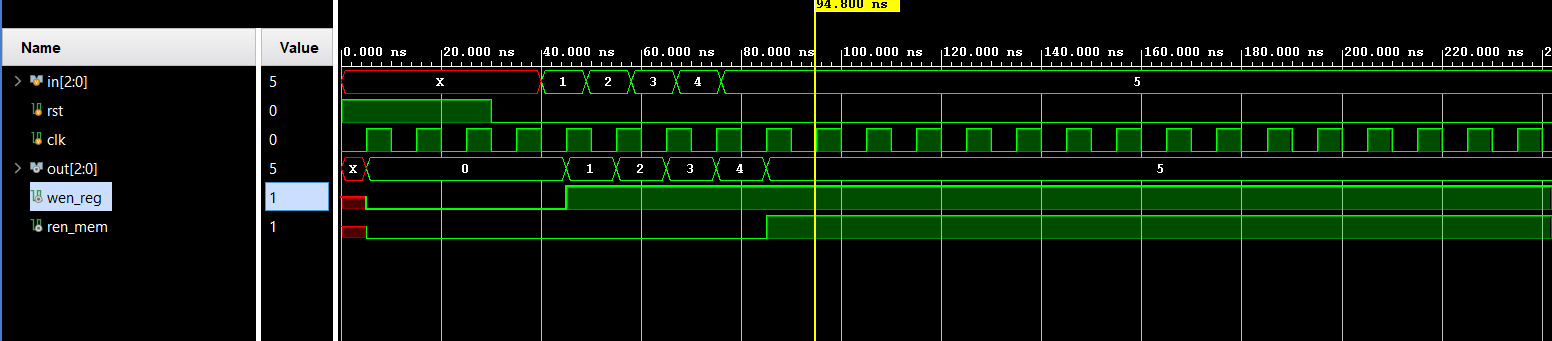 94.800 ns
Name Value
0.000 ns 20.000 ns 40.000 ns 60.000 ns 80.000 ns 100.000 ns 120.000 ns 140.000 ns 160.000 ns 180.000 ns 200.000 ns 220.000 ns 2
in[2:0] 5 X 1 2 3 4 5
rst 0
clk 0
out[2:0] 5 X 0 1 2 3 4 5
wen_reg 1
ren_mem 1